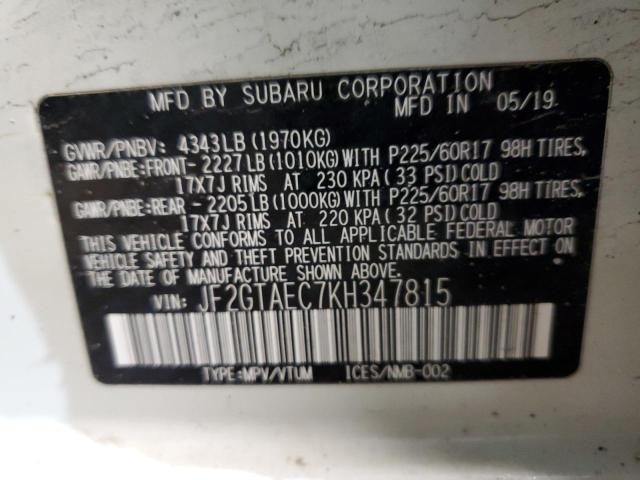 MFD BY SUBARU CORPORATION
MFD IN 05/19
GVWR/PNBV: 4343LB (1970KG)
GAWR/PNBE:FRONT- 2227LB (1010KG) WITH P225/60R17 98H TIRES,
17X7J RIMS AT 230 KPA (33 PSI) COLD
GAWR/PNBE:REAR - 2205LB (1000KG) WITH P225/60R17 98H TIRES,
17X7J RIMS AT 220 KPA (32 PSI) COLD
THIS VEHICLE CONFORMS TO ALL APPLICABLE FEDERAL MOTOR
VEHICLE SAFETY AND THEFT PREVENTION STANDARDS IN EFFECT ON
THE DATE OF MANUFACTURE SHOWN ABOVE.
VIN: JF2GTAEC7KH347815
TYPE:MPV/VTUM ICES/NMB-002